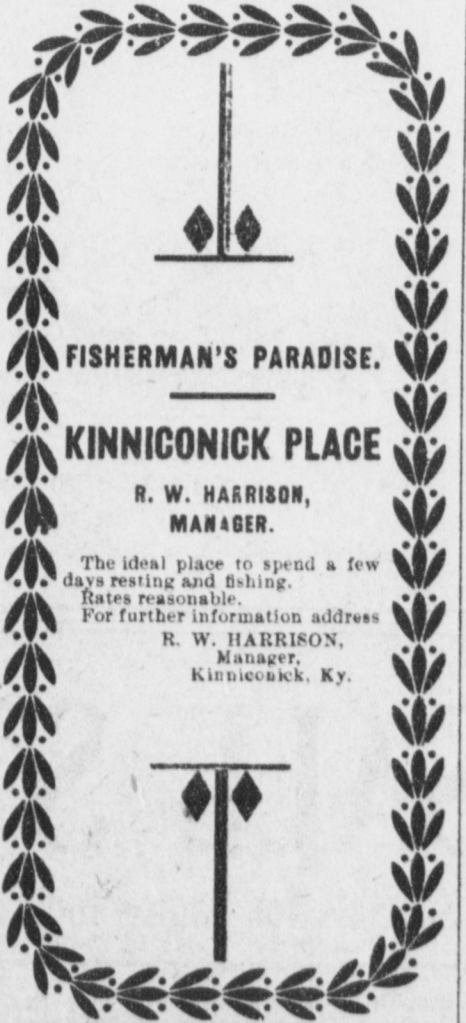 FISHERMAN'S PARADISE.
KINNICONICK PLACE
R. W. HARRISON,
MANAGER.
The ideal place to spend a few
days resting and fishing.
Rates reasonable.
For further information address
R. W. HARRISON,
Manager,
Kinniconick, Ky.